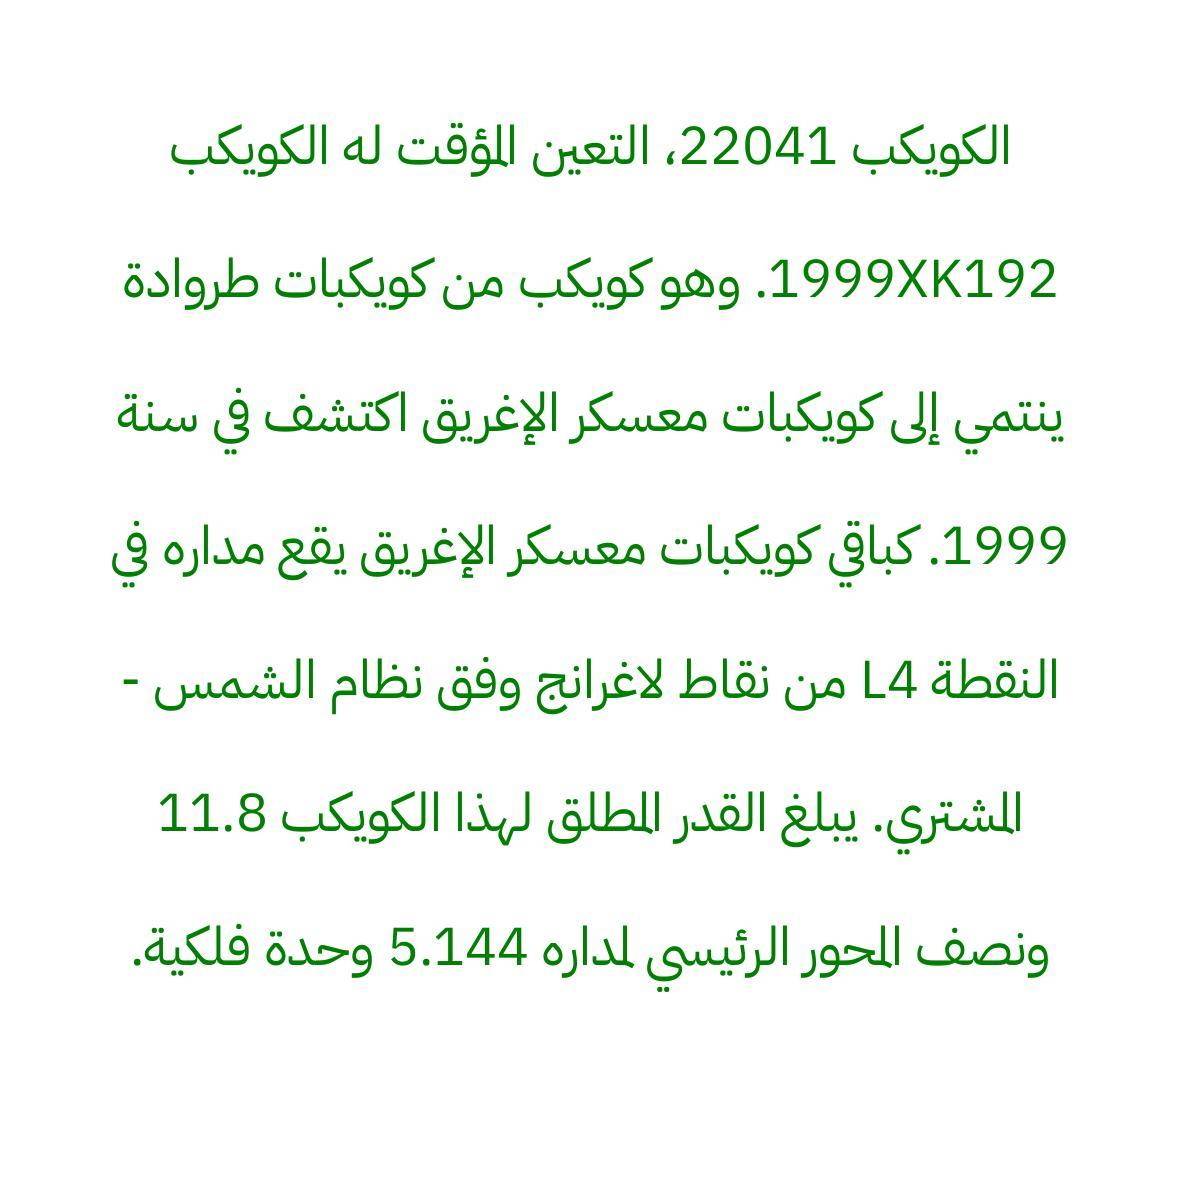 الكويكب 22041، التعين المؤقت له الكويكب
1999XK192. وهو كويكب من كويكبات طروادة
ينتمي إلى كويكبات معسكر الإغريق اكتشف في سنة
1999. كباقي كويكبات معسكر الإغريق يقع مداره في
النقطة L4 من نقاط لاغرانج وفق نظام الشمس -
المشتري. يبلغ القدر المطلق لهذا الكويكب 11.8
ونصف المحور الرئيسي لمداره 5.144 وحدة فلكية.